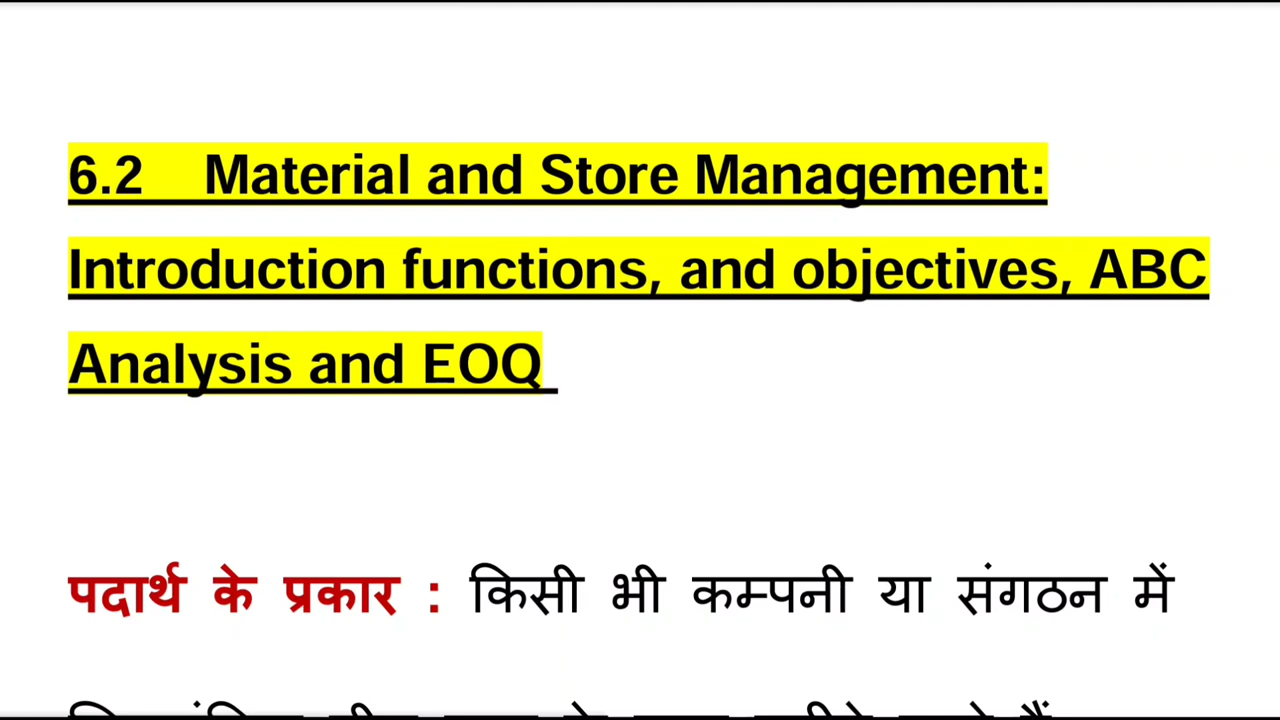 6.2 Material and Store Management:
Introduction functions, and objectives, ABC
Analysis and EOQ
पदार्थ के प्रकार : किसी भी कम्पनी या संगठन में